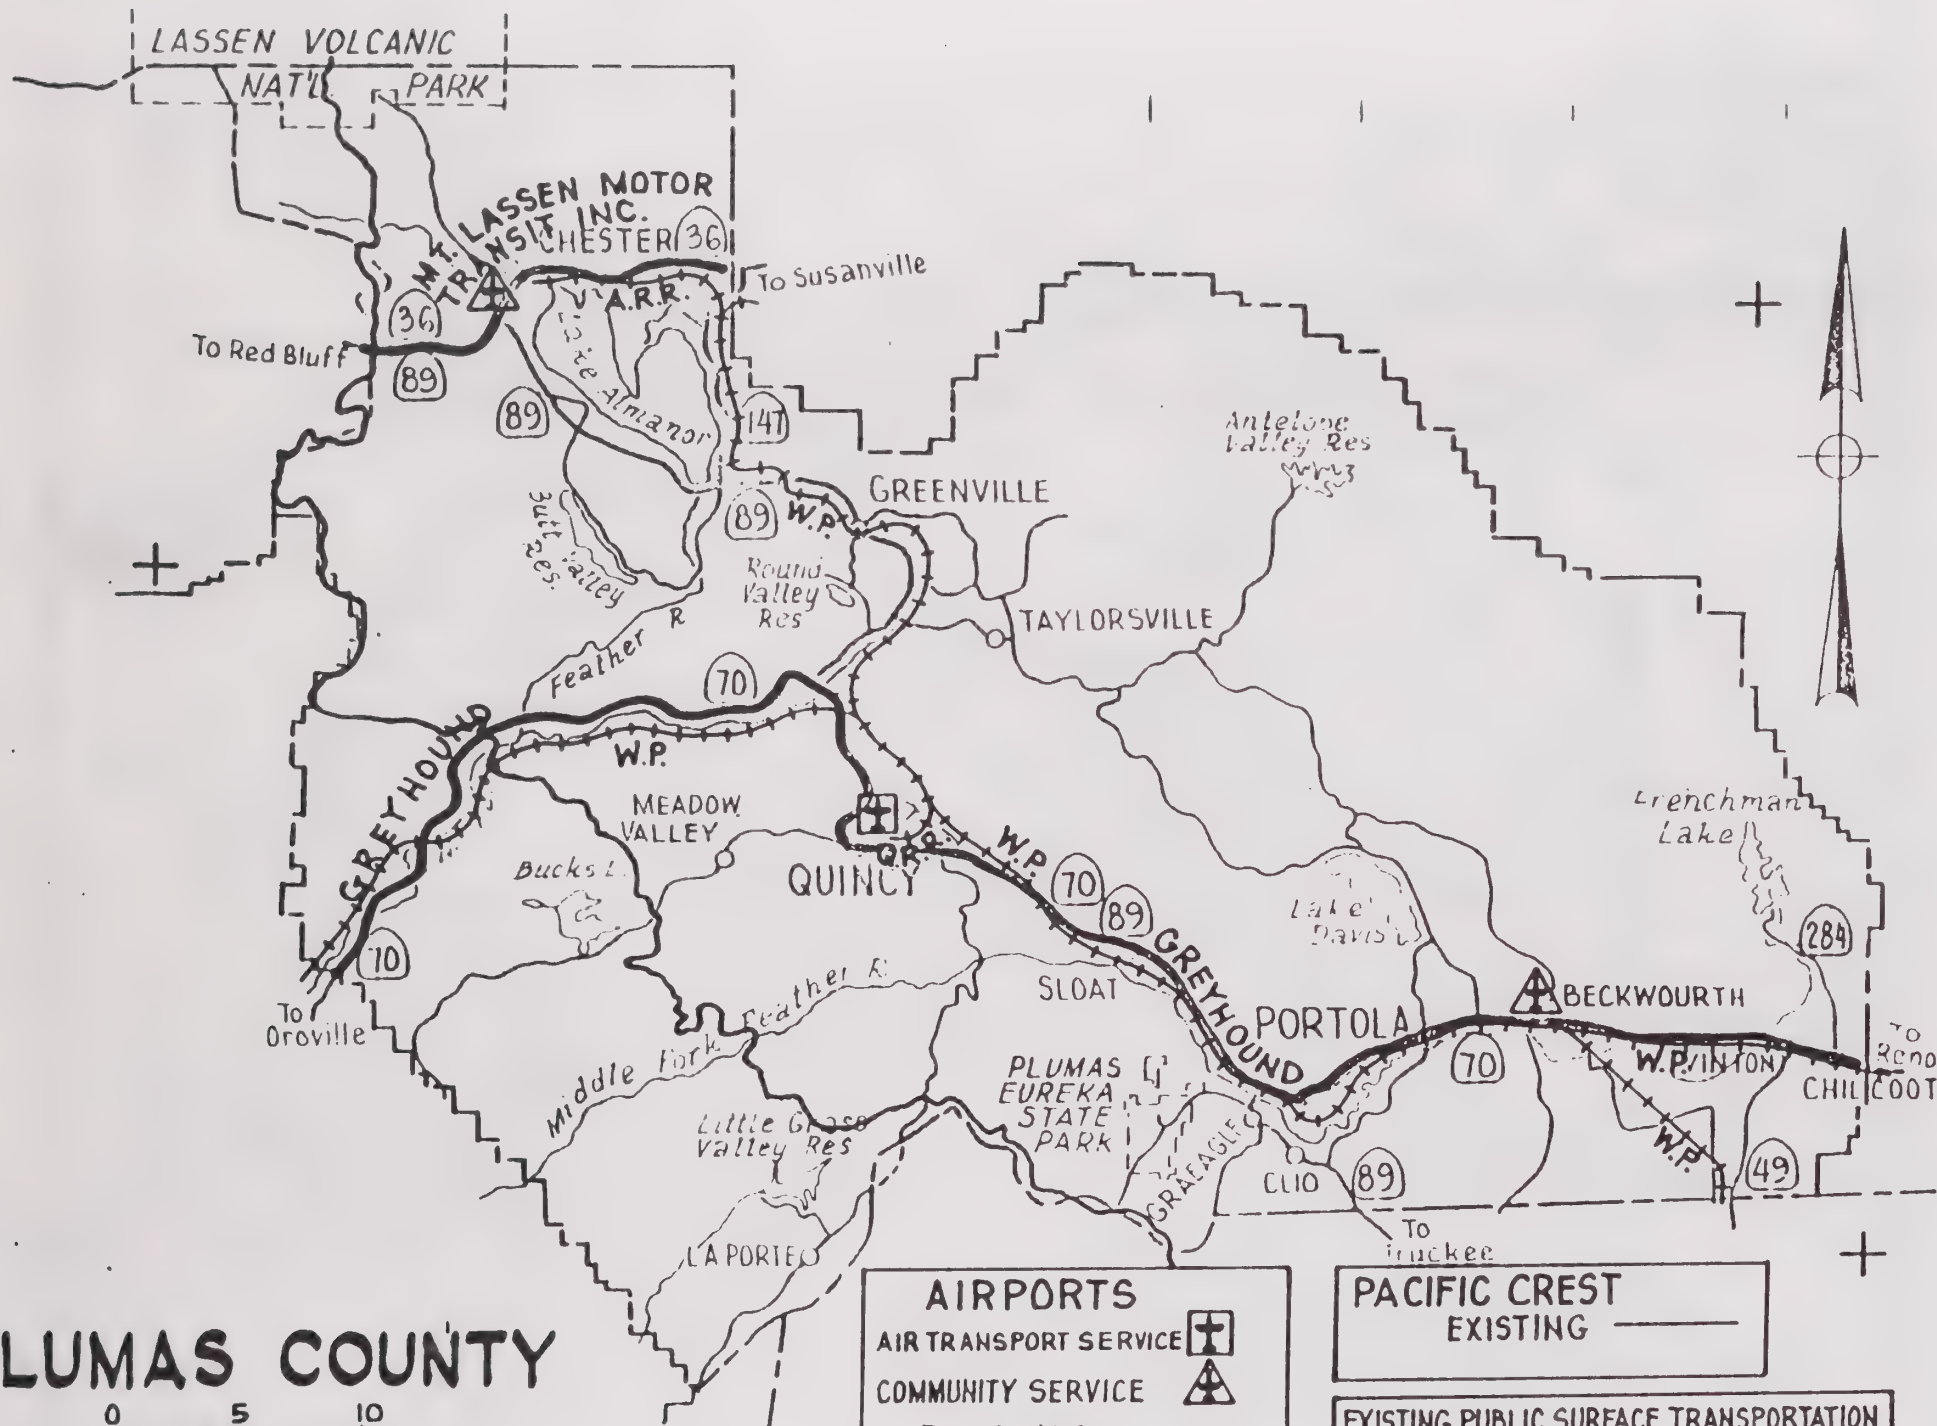 LASSEN VOLCANIC
NAT'L PARK
MT. LASSEN MOTOR
TRANSIT INC.
CHESTER
36
To Susanville
A.R.R.
36
To Red Bluff
89
89
Lake Almanor
147
Antelope
Valley Res
GREENVILLE
89
W.P.
Butt Valley
Res.
Round
Valley
Res
TAYLORSVILLE
Feather R
70
GREYHOUND
W.P.
MEADOW
VALLEY
Frenchman
Lake
W.P.
Q.R.R.
QUINCY
Bucks L.
70
89
Lake
Davis
284
70
GREYHOUND
Feather R.
SLOAT
BECKWOURTH
To
Oroville
PORTOLA
To
Reno
Middle Fork
70
W.P.
VINTON
CHILCOOT
PLUMAS
EUREKA
STATE
PARK
Little Grass
Valley Res
GRAEAGLE
W.P.
CLIO
89
49
To
Truckee
LA PORTE
AIRPORTS
AIR TRANSPORT SERVICE
COMMUNITY SERVICE
PACIFIC CREST
EXISTING
LUMAS COUNTY
0 5 10
EXISTING PUBLIC SURFACE TRANSPORTATION